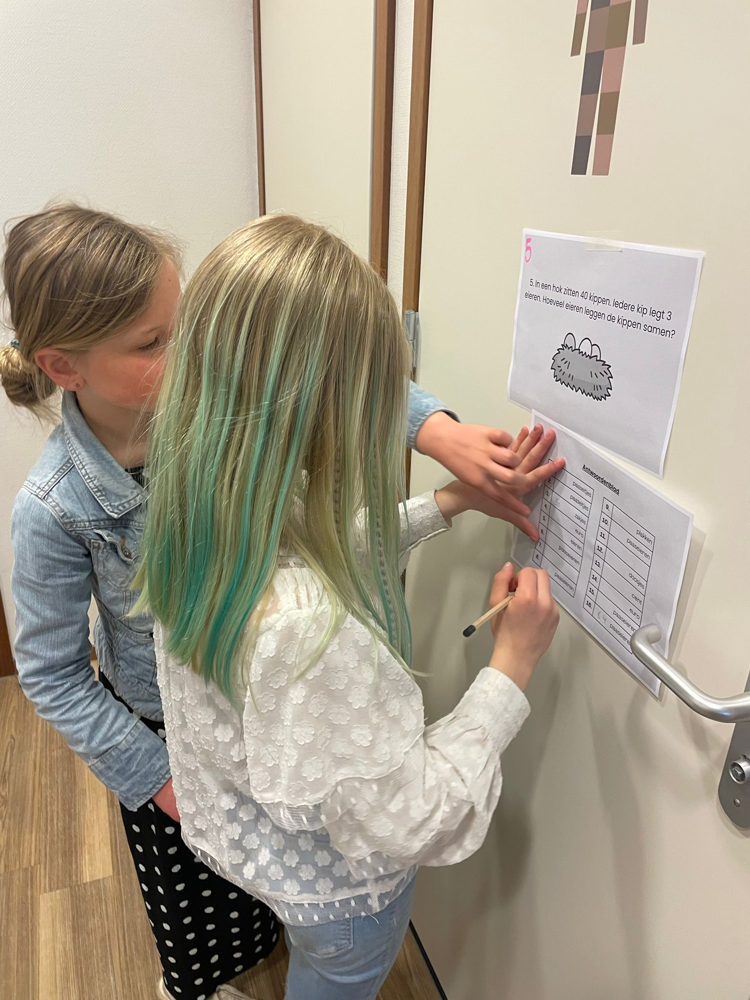 5
5. In een hok zitten 40 kippen. Iedere kip legt 3
eieren. Hoeveel eieren leggen de kippen samen?
Antwoordenblad
2. paaseitjes
3. 50 paaseitjes
4. zakjes
5. euro
6. eieren
7. paaseieren
8. paaseieren
9. plakken
10. paaseieren
11.
12. doosjes
13. cent
14. euro
15. paaseieren
16. 64 paaseieren